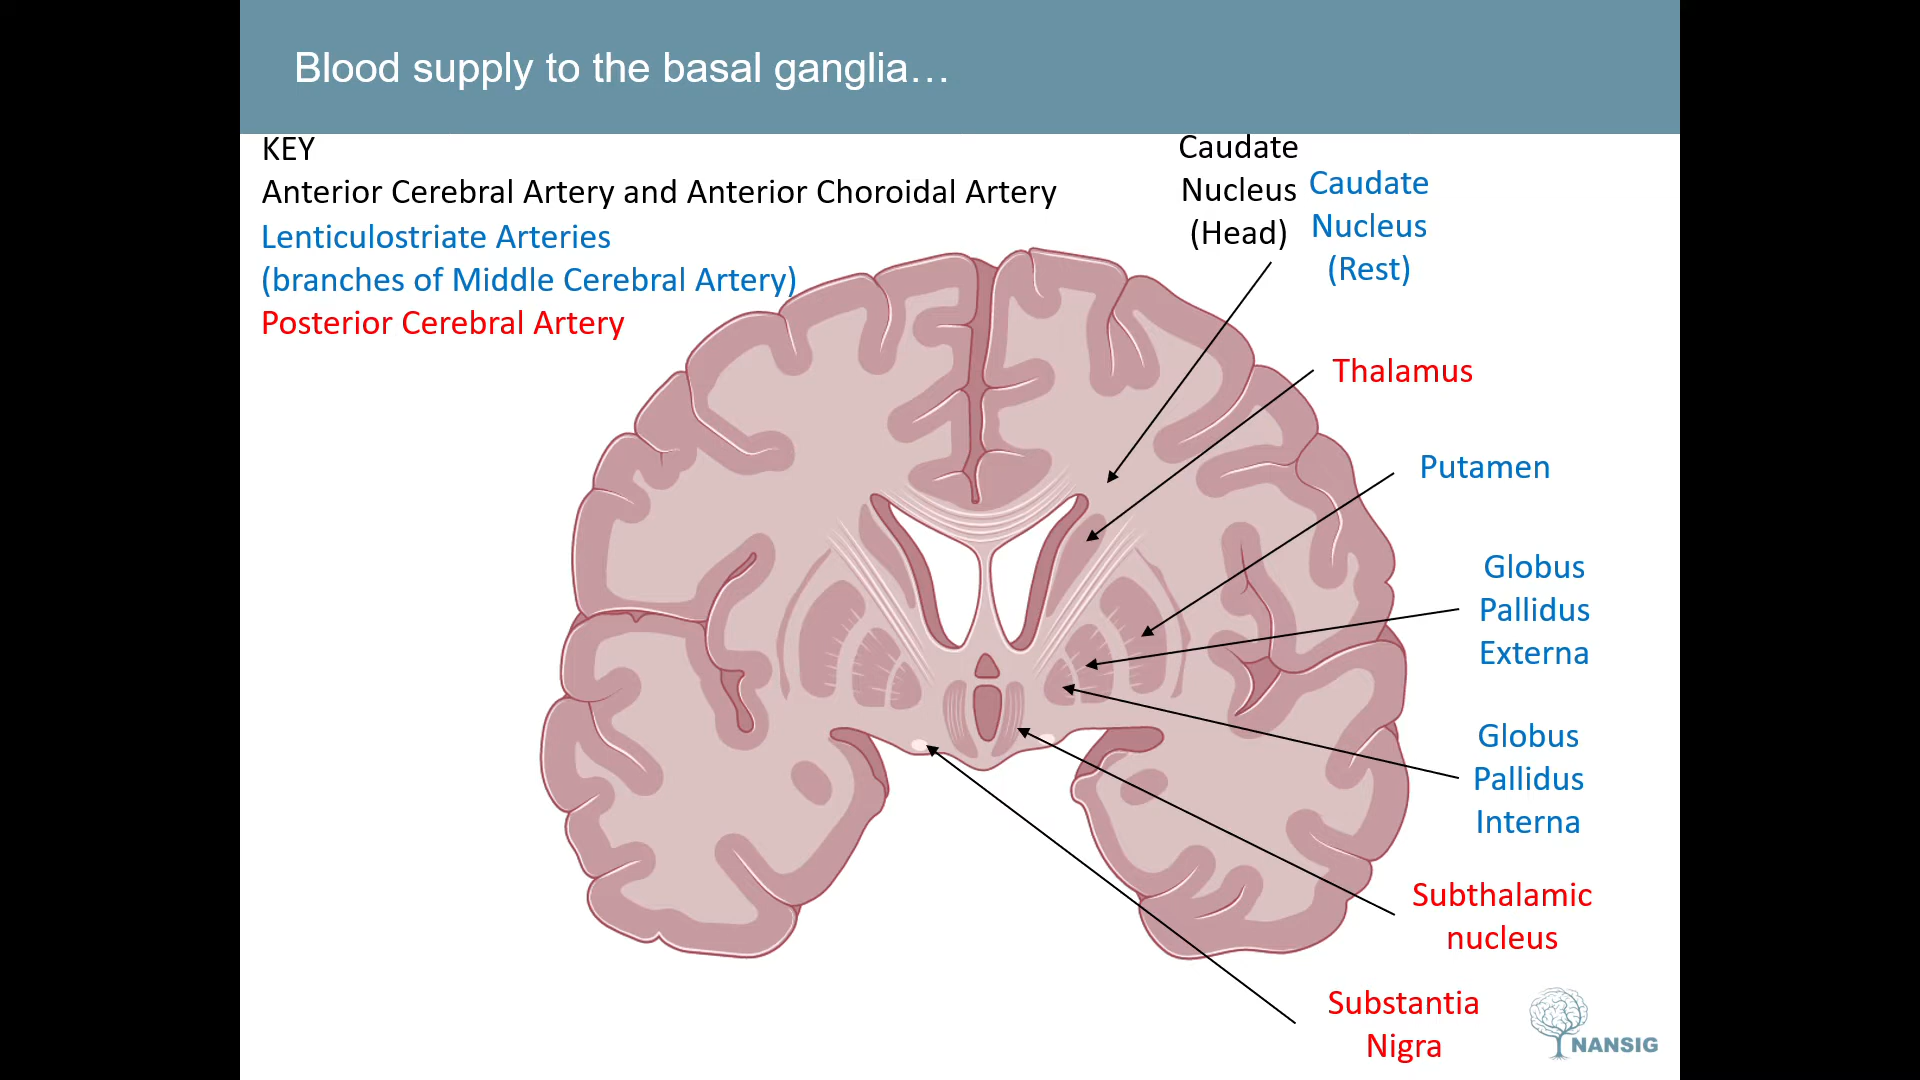 Blood supply to the basal ganglia…
KEY
Anterior Cerebral Artery and Anterior Choroidal Artery
Lenticulostriate Arteries
(branches of Middle Cerebral Artery)
Posterior Cerebral Artery
Caudate
Nucleus
(Head)
Caudate
Nucleus
(Rest)
Thalamus
Putamen
Globus
Pallidus
Externa
Globus
Pallidus
Interna
Subthalamic
nucleus
Substantia
Nigra
NANSIG